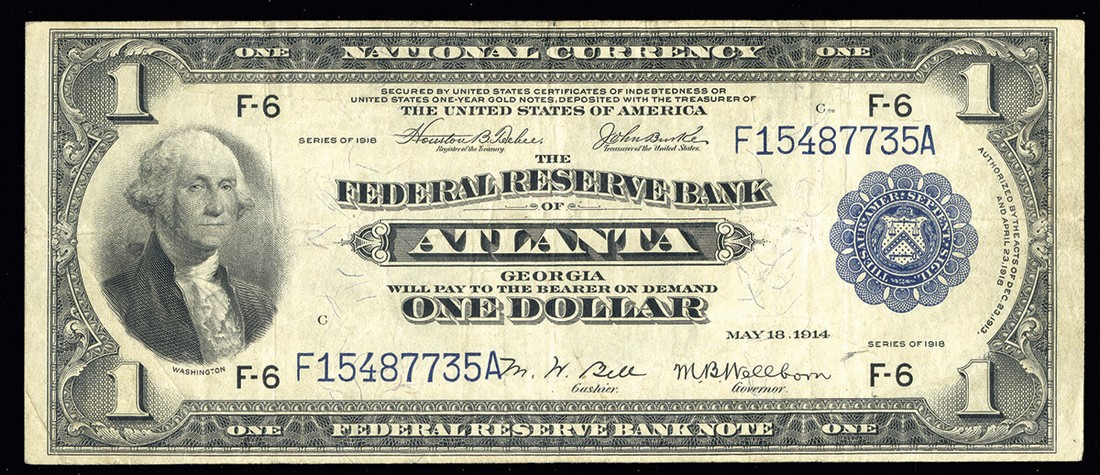 ONE NATIONAL CURRENCY ONE
1 1
SECURED BY UNITED STATES CERTIFICATES OF INDEBTEDNESS OR
UNITED STATES ONE-YEAR GOLD NOTES, DEPOSITED WITH THE TREASURER OF
F-6 THE UNITED STATES OF AMERICA C F-6
SERIES OF 1918 Houston B. Teehee. John Burke F15487735A
Register of the Treasury. Treasurer of the United States.
THE
FEDERAL RESERVE BANK
OF
ATLANTA
GEORGIA
WILL PAY TO THE BEARER ON DEMAND
C ONE DOLLAR
MAY 18. 1914
THESAUR. AMER. SEPTENT. SIGIL.
AUTHORIZED BY THE ACTS OF DEC. 23, 1913.
AND APRIL 23, 1918
SERIES OF 1918
WASHINGTON
F-6 F15487735A M. W. Bell M B Wellborn F-6
Cashier. Governor.
1 1
ONE FEDERAL RESERVE BANK NOTE ONE